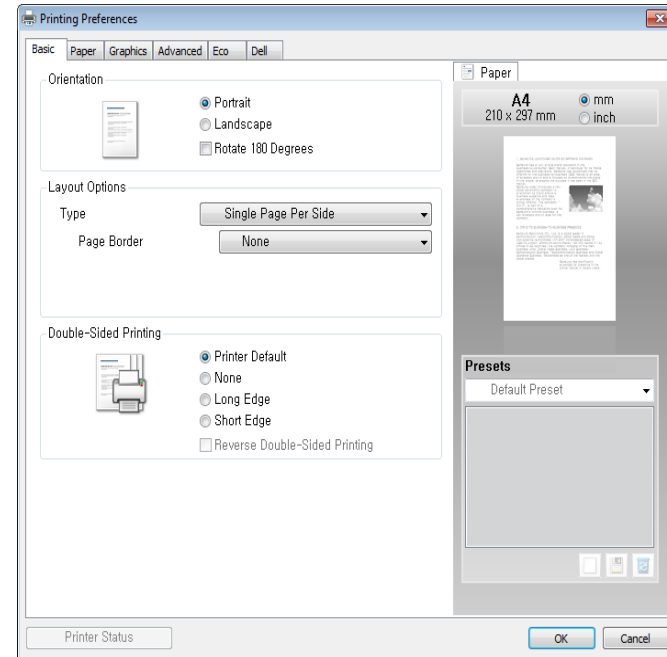 Printing Preferences
Basic Paper Graphics Advanced Eco Dell
Orientation
Portrait
Landscape
Rotate 180 Degrees
Layout Options
Type Single Page Per Side
Page Border None
Double-Sided Printing
Printer Default
None
Long Edge
Short Edge
Reverse Double-Sided Printing
Paper
A4
210 x 297 mm
mm
inch
Presets
Default Preset
Printer Status
OK Cancel